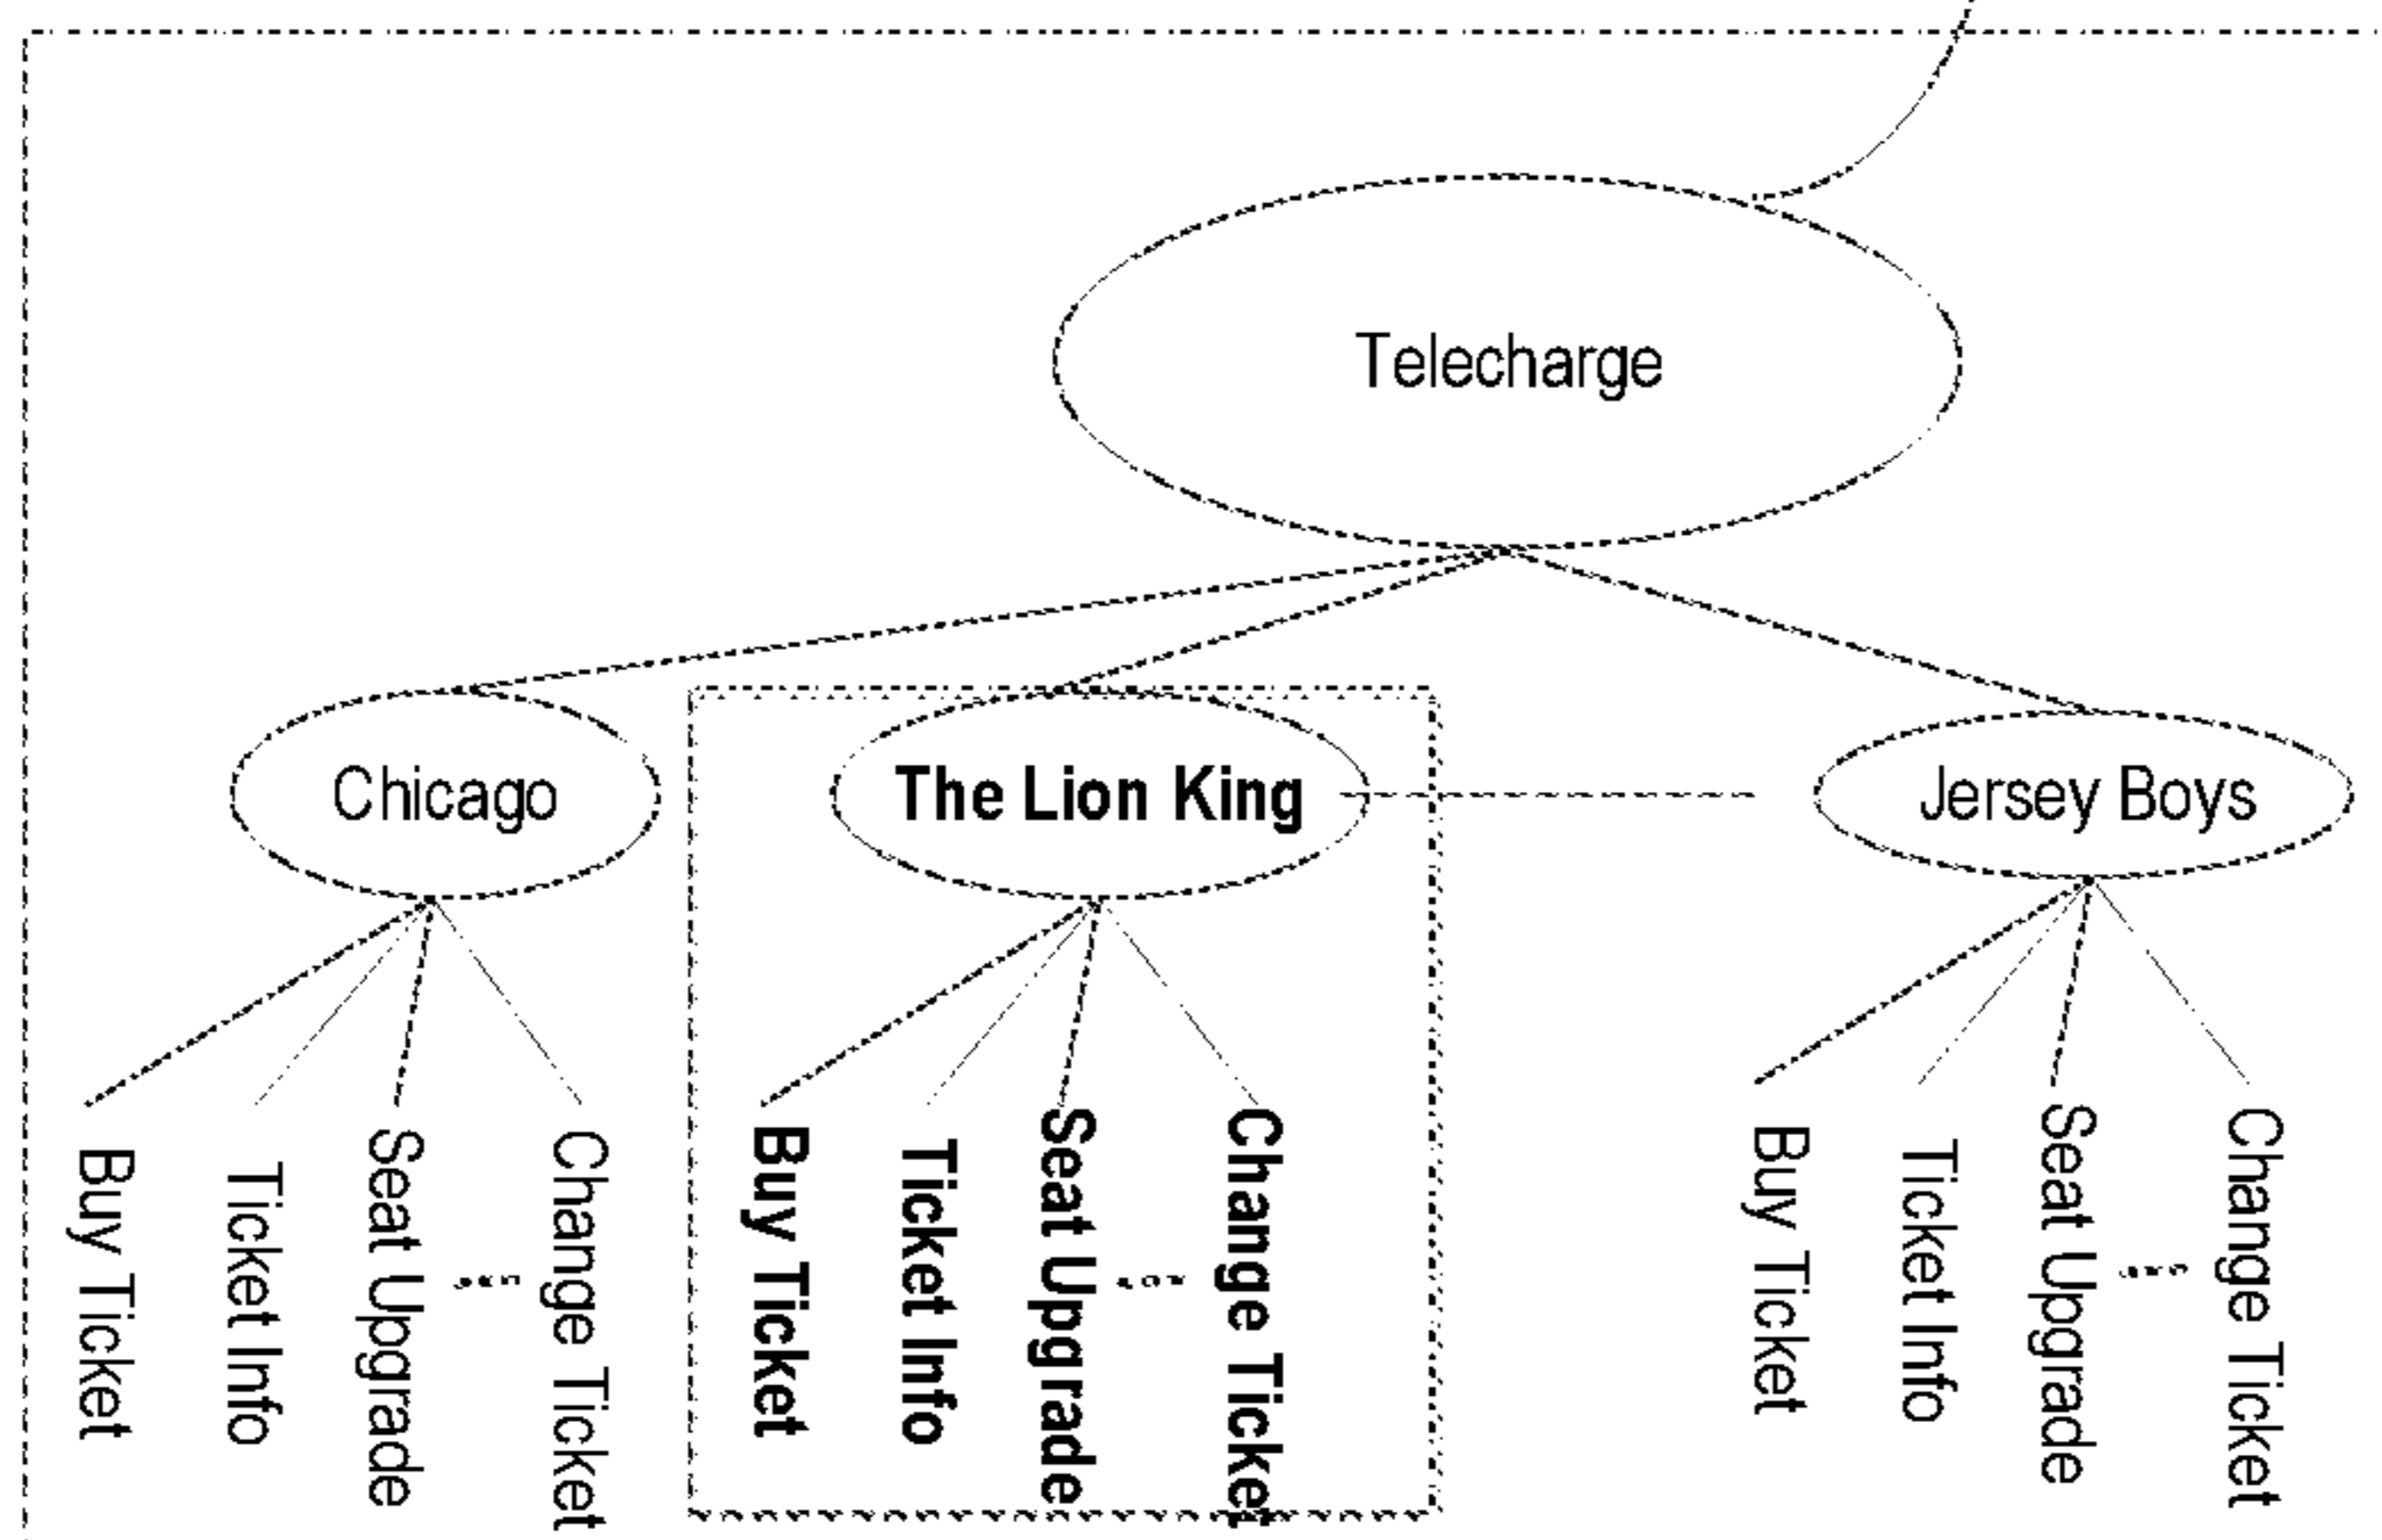 Telecharge
Chicago
The Lion King
Jersey Boys
Buy Ticket
Ticket Info
Seat Upgrade
Change Ticket
Buy Ticket
Ticket Info
Seat Upgrade
Change Ticket
Buy Ticket
Ticket Info
Seat Upgrade
Change Ticket